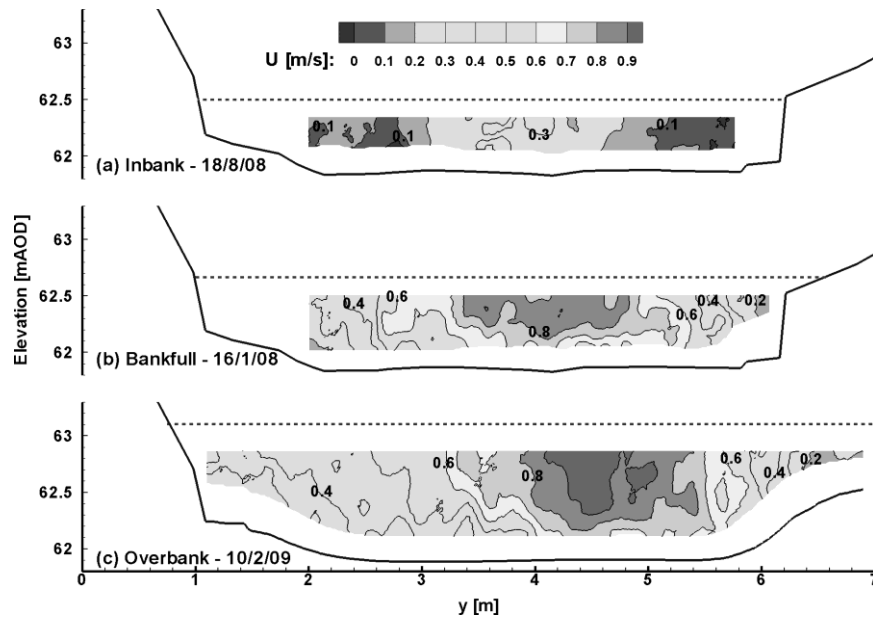 63
U [m/s]: 0 0.1 0.2 0.3 0.4 0.5 0.6 0.7 0.8 0.9
62.5
0.1 0.1 0.3 0.1
62
(a) Inbank - 18/8/08
63
62.5
0.4 0.6 0.8 0.6 0.4 0.2
62
(b) Bankfull - 16/1/08
Elevation [mAOD]
63
62.5
0.4 0.6 0.8 0.6 0.4 0.2
62
(c) Overbank - 10/2/09
0 1 2 3 4 5 6 7
y [m]